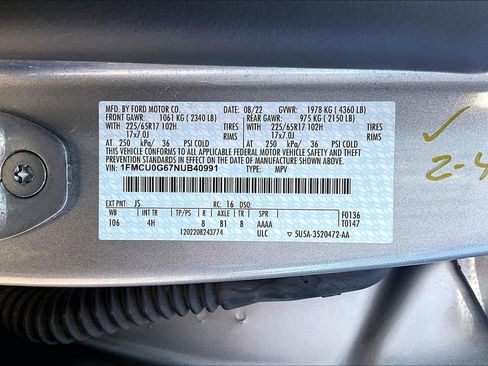 MFD. BY FORD MOTOR CO. DATE: 08/22 GVWR: 1978 KG ( 4360 LB)
FRONT GAWR: 1061 KG ( 2340 LB) REAR GAWR: 975 KG ( 2150 LB)
WITH 225/65R17 102H TIRES WITH 225/65R17 102H TIRES
17x7.0J RIMS 17x7.0J RIMS
AT 250 kPa/ 36 PSI COLD AT 250 kPa/ 36 PSI COLD
THIS VEHICLE CONFORMS TO ALL APPLICABLE FEDERAL MOTOR VEHICLE
SAFETY AND THEFT PREVENTION STANDARDS IN EFFECT ON THE DATE OF
MANUFACTURE SHOWN ABOVE.
VIN: 1FMCU0G67NUB40991 TYPE: MPV
EXT PNT: JS RC: 16 DSO: F0136
WB INT TR TP/PS R AXLE TR SPR T0147
106 4H 8 81 8 AAAA
1202208243774 ULC 5U5A-3520472-AA
✓
2-4